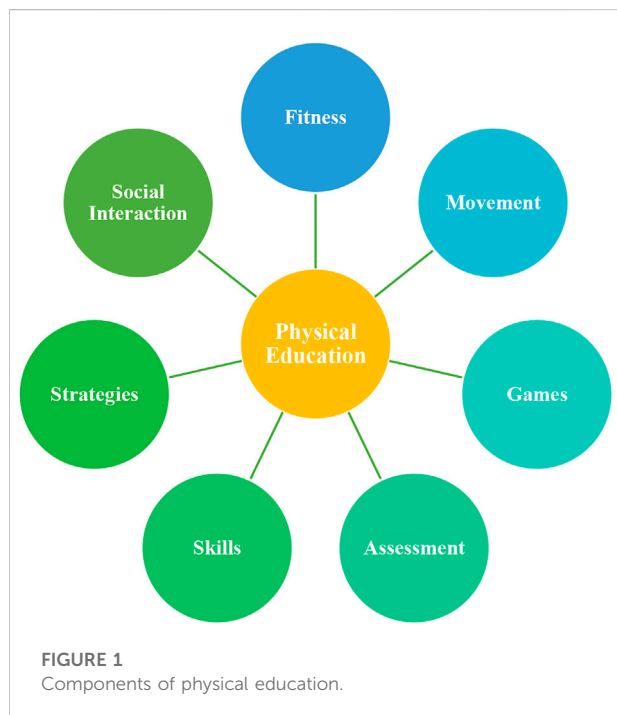 Fitness
Social
Interaction
Movement
Physical
Education
Strategies
Games
Skills
Assessment
FIGURE 1
Components of physical education.